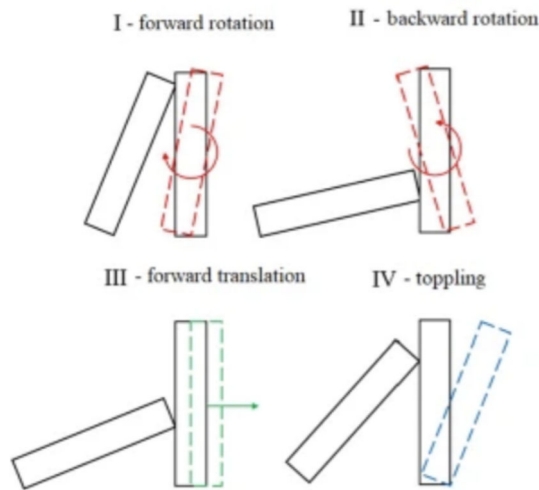 I - forward rotation
II - backward rotation
III - forward translation
IV - toppling